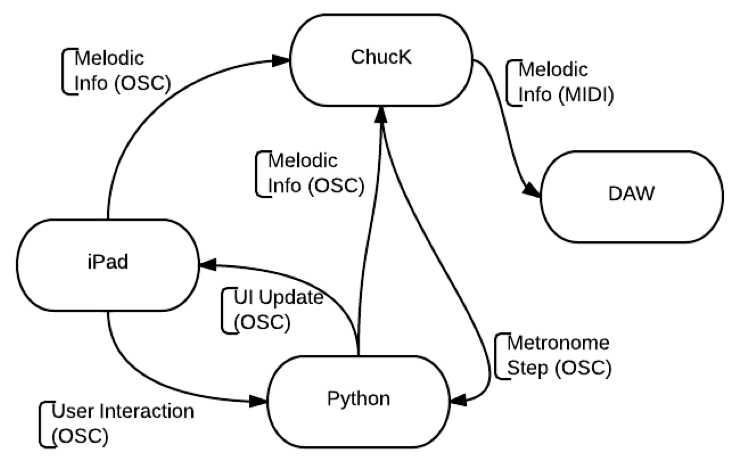 Melodic
Info (OSC)
ChucK
Melodic
Info (MIDI)
Melodic
Info (OSC)
DAW
iPad
UI Update
(OSC)
Metronome
Step (OSC)
Python
User Interaction
(OSC)